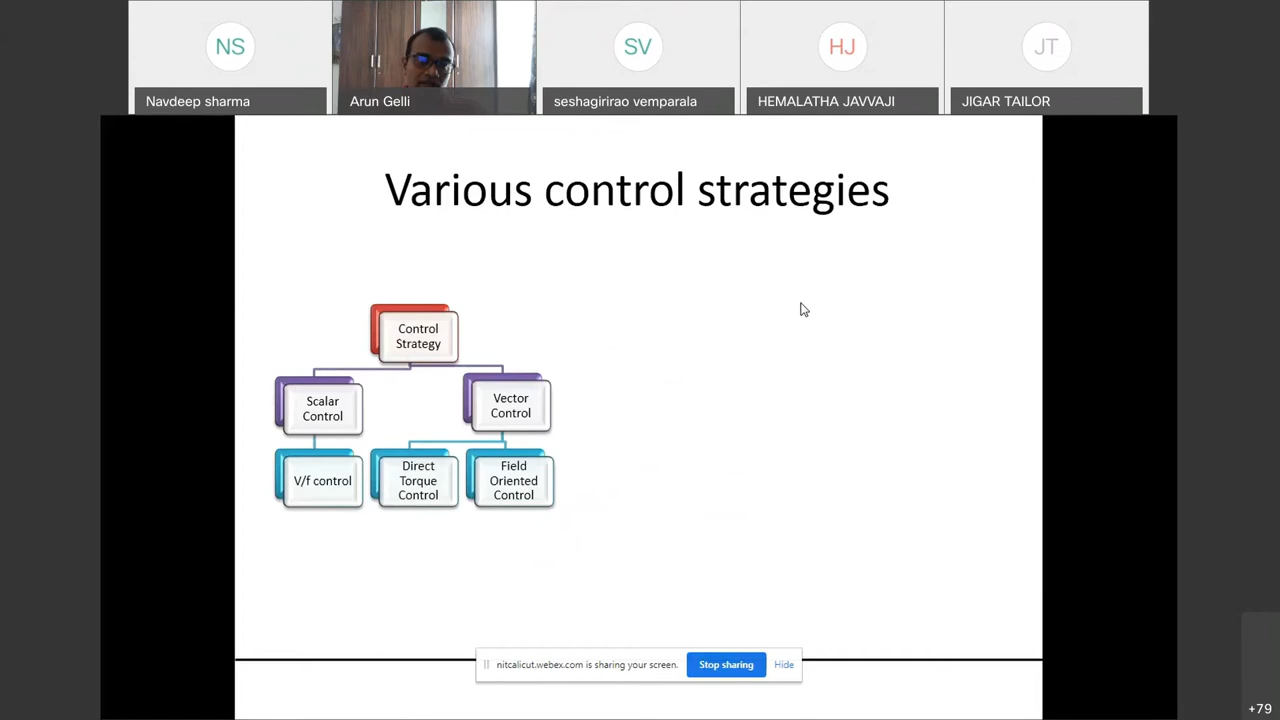 NS
SV
HJ
JT
Navdeep sharma
Arun Gelli
seshagirirao vemparala
HEMALATHA JAVVAJI
JIGAR TAILOR
Various control strategies
Control
Strategy
Scalar
Control
Vector
Control
V/f control
Direct
Torque
Control
Field
Oriented
Control
nitcalicut.webex.com is sharing your screen.
Stop sharing
Hide
+79